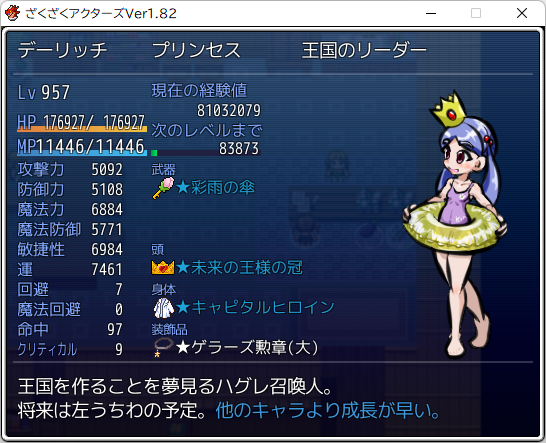 ざくざくアクターズVer1.82
デーリッチ プリンセス 王国のリーダー
Lv 957
現在の経験値
81032079
HP 176927/ 176927
次のレベルまで
MP11446/11446
83873
攻撃力 5092
武器
防御力 5108
★彩雨の傘
魔法力 6884
魔法防御 5771
敏捷性 6984
頭
運 7461
★未来の王様の冠
回避 7
身体
魔法回避 0
★キャピタルヒロイン
命中 97
装飾品
クリティカル 9
★ゲラーズ勲章(大)
王国を作ることを夢見るハグレ召喚人。
将来は左うちわの予定。他のキャラより成長が早い。